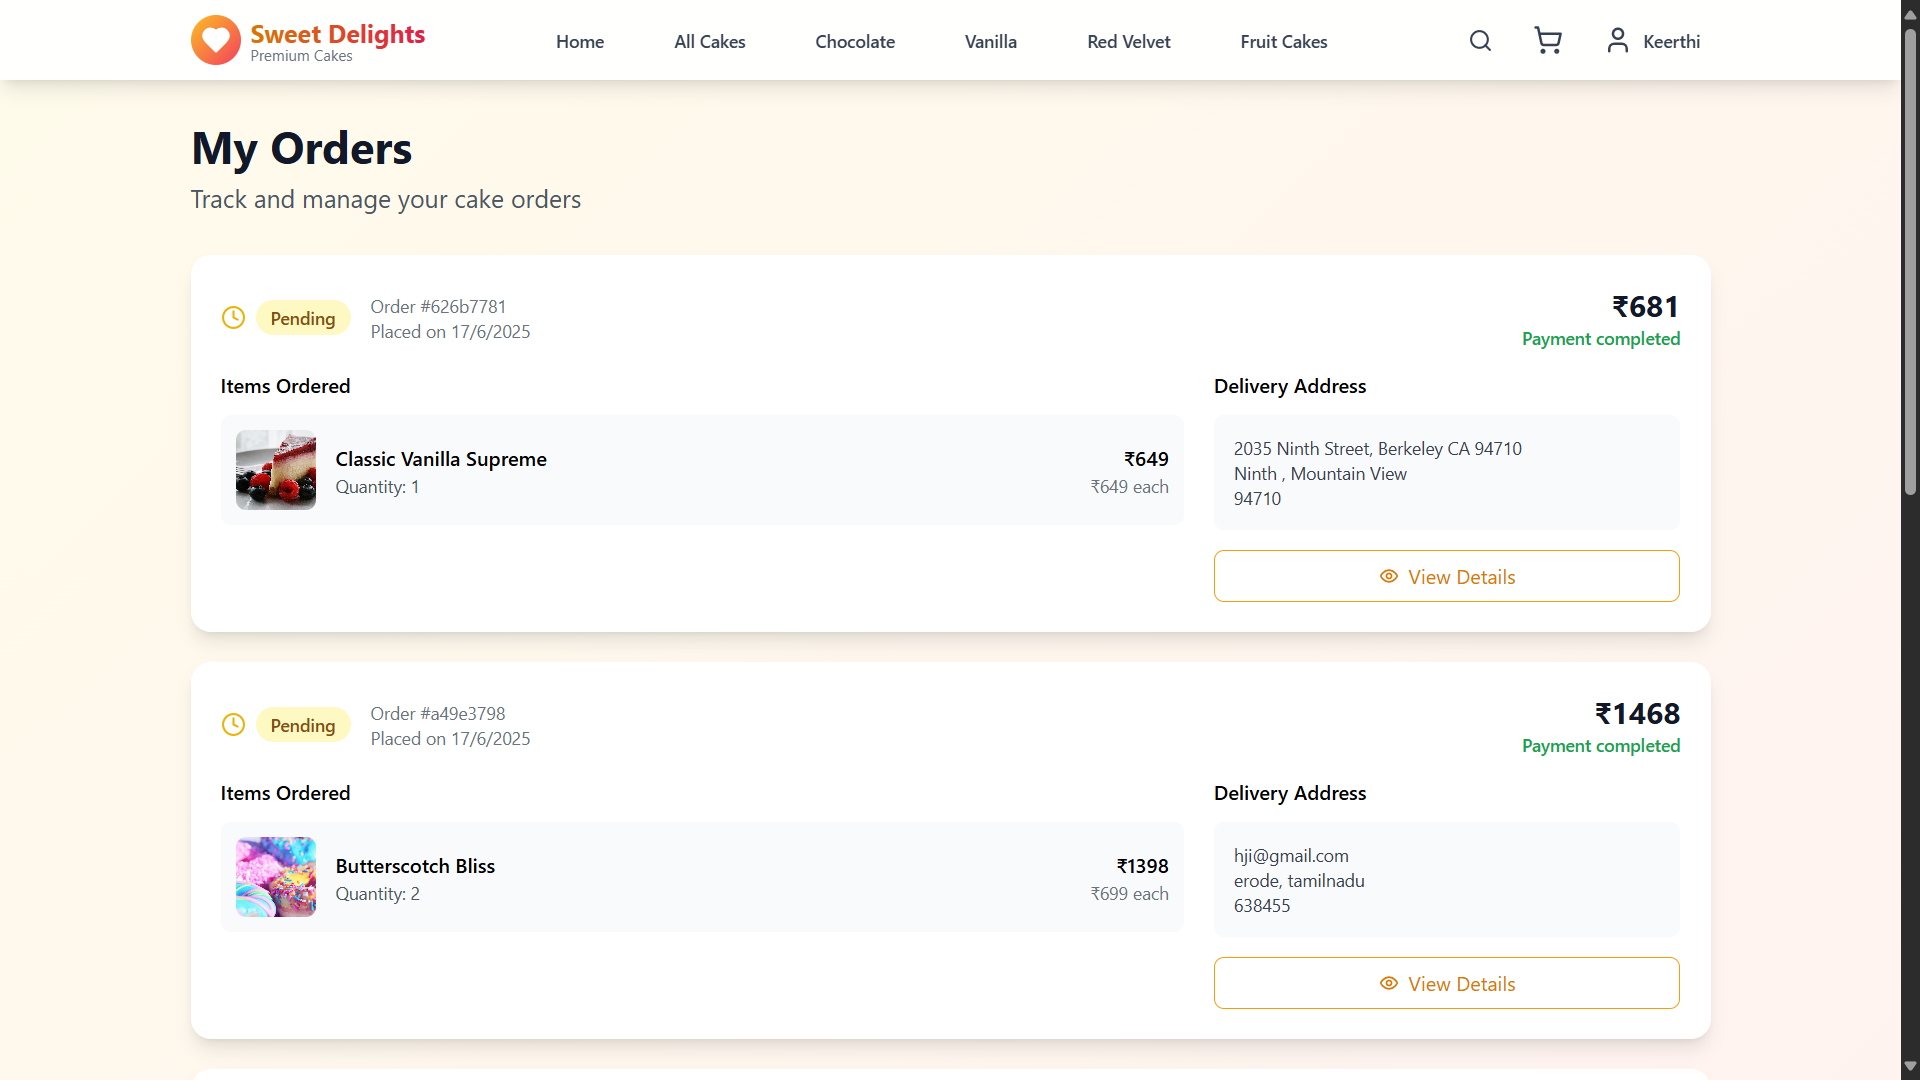 Sweet Delights
Premium Cakes
Home
All Cakes
Chocolate
Vanilla
Red Velvet
Fruit Cakes
Keerthi
My Orders
Track and manage your cake orders
Pending
Order #626b7781
Placed on 17/6/2025
₹681
Payment completed
Items Ordered
Classic Vanilla Supreme
Quantity: 1
₹649
₹649 each
Delivery Address
2035 Ninth Street, Berkeley CA 94710
Ninth , Mountain View
94710
View Details
Pending
Order #a49e3798
Placed on 17/6/2025
₹1468
Payment completed
Items Ordered
Butterscotch Bliss
Quantity: 2
₹1398
₹699 each
Delivery Address
hji@gmail.com
erode, tamilnadu
638455
View Details